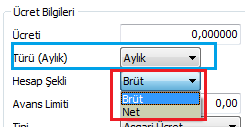 Ücret Bilgileri
Ücreti 0,000000
Türü (Aylık) Aylık
Hesap Şekli Brüt
Brüt
Avans Limiti 0,00
Net
Tipi Asgari Ücret